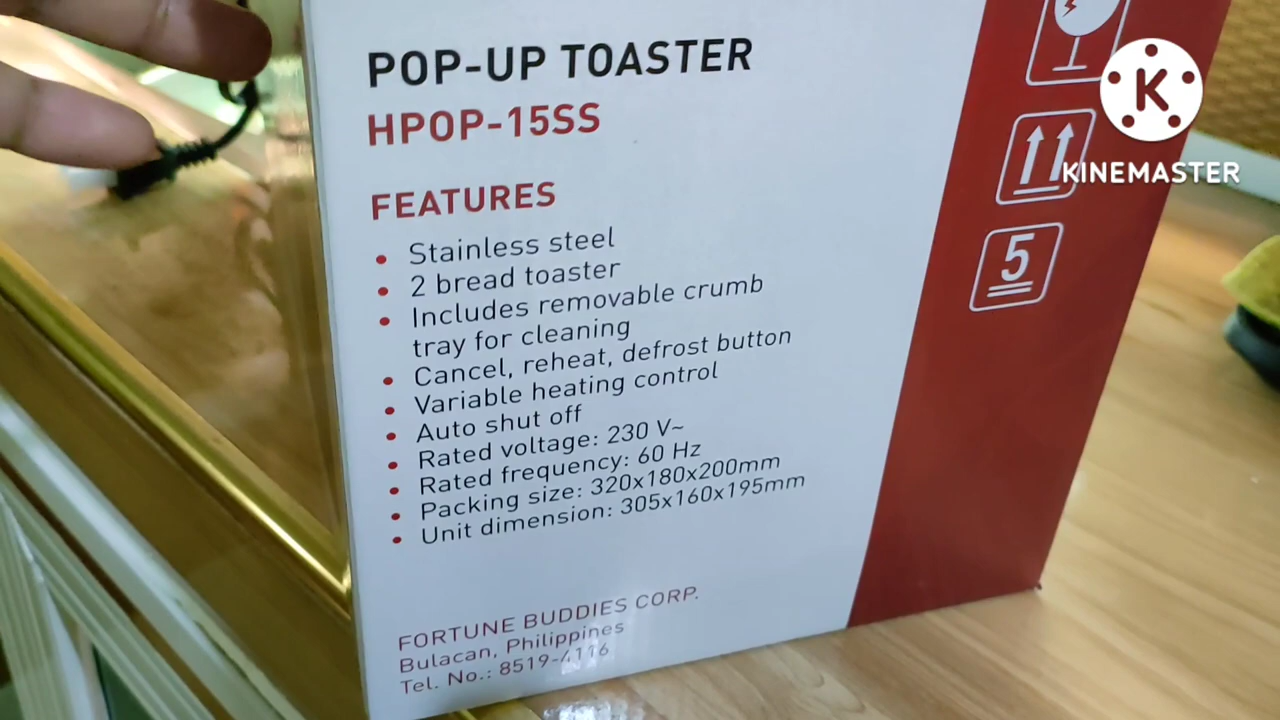 POP-UP TOASTER
HPOP-15SS
FEATURES
• Stainless steel
• 2 bread toaster
• Includes removable crumb
tray for cleaning
• Cancel, reheat, defrost button
• Variable heating control
• Auto shut off
• Rated voltage: 230 V~
• Rated frequency: 60 Hz
• Packing size: 320x180x200mm
• Unit dimension: 305x160x195mm
FORTUNE BUDDIES CORP.
Bulacan, Philippines
Tel. No.: 8519-4116
5
K
KINEMASTER